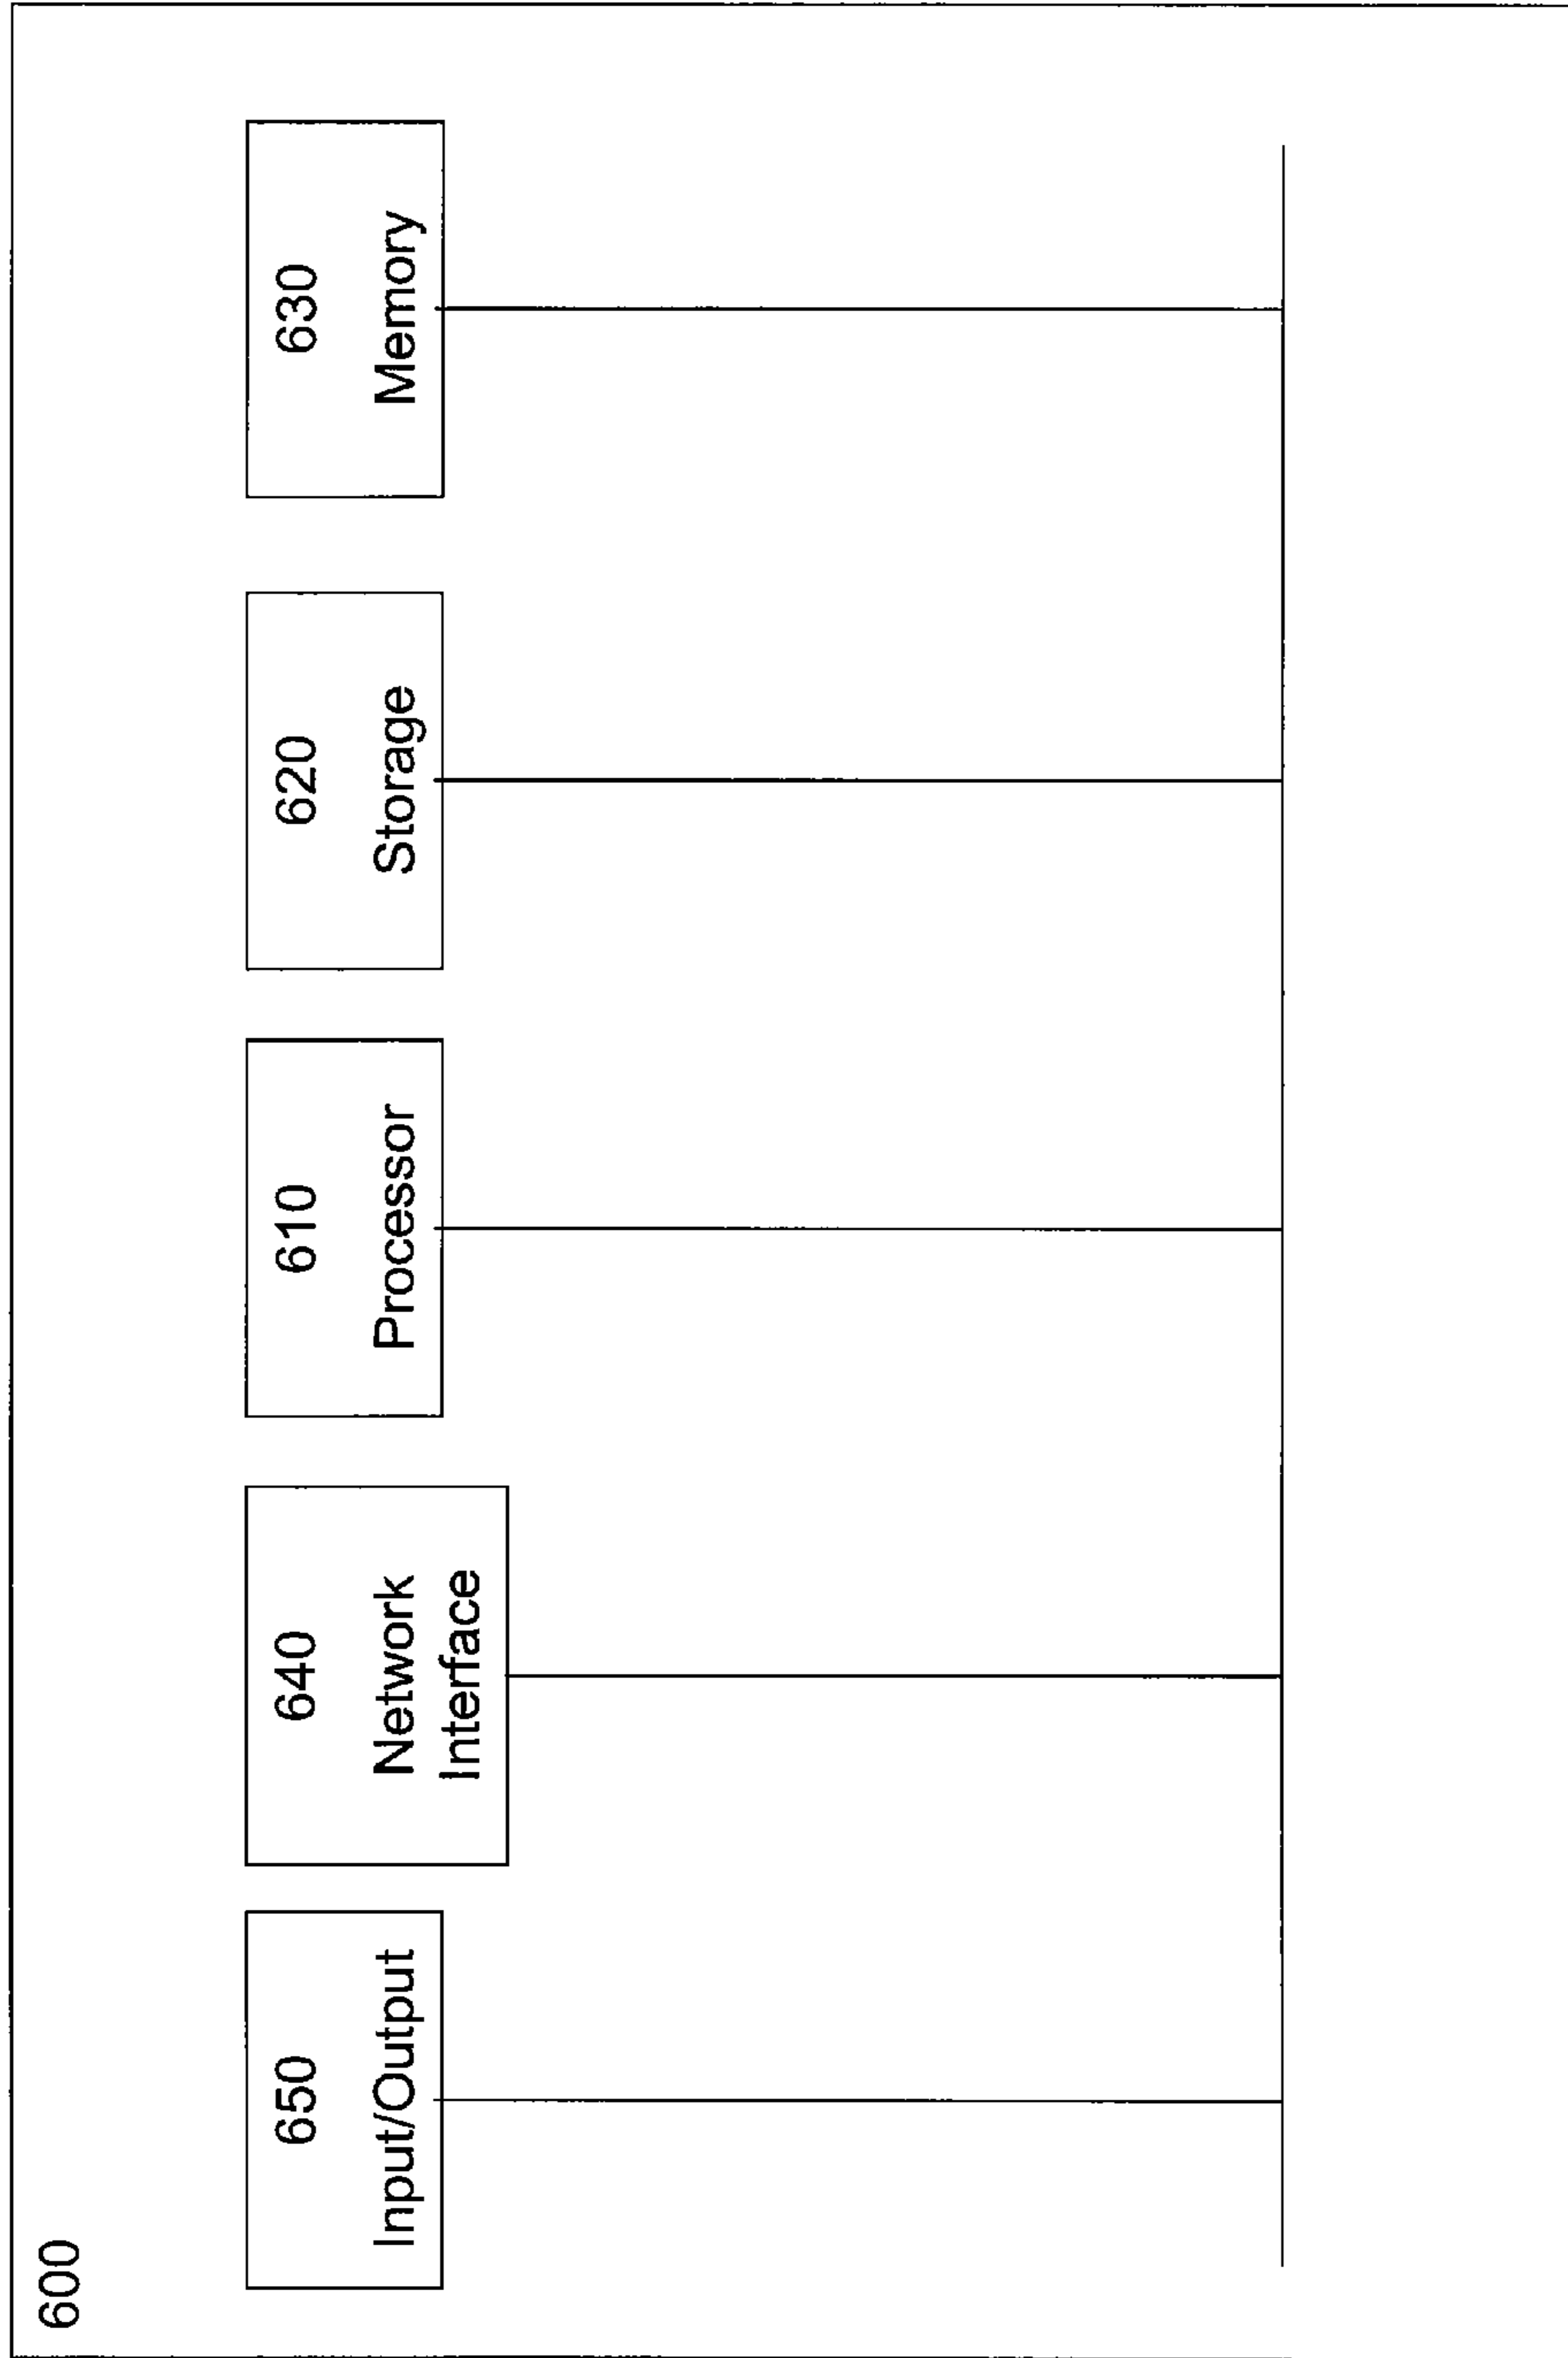 600
650
Input/Output
640
Network
Interface
610
Processor
620
Storage
630
Memory